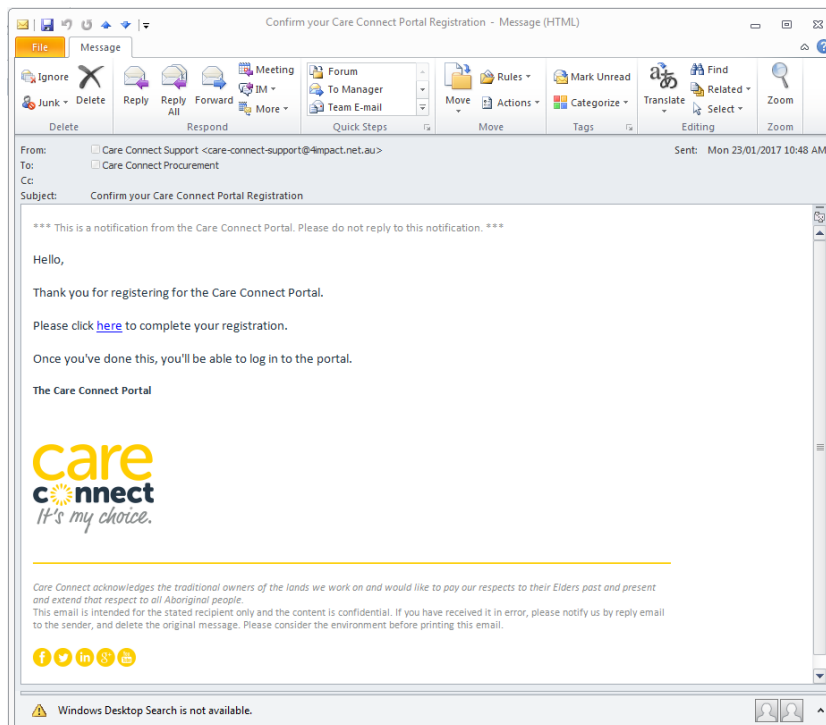 Confirm your Care Connect Portal Registration - Message (HTML)
File Message
Ignore
Junk
Delete
Reply
Reply All
Forward
Meeting
IM
More
Forum
To Manager
Team E-mail
Move
Rules
Actions
Mark Unread
Categorize
Translate
Find
Related
Select
Zoom
Delete Respond Quick Steps Move Tags Editing Zoom
From: Care Connect Support <care-connect-support@4impact.net.au> Sent: Mon 23/01/2017 10:48 AM
To: Care Connect Procurement
Cc:
Subject: Confirm your Care Connect Portal Registration
*** This is a notification from the Care Connect Portal. Please do not reply to this notification. ***
Hello,
Thank you for registering for the Care Connect Portal.
Please click here to complete your registration.
Once you've done this, you'll be able to log in to the portal.
The Care Connect Portal
care
connect
It's my choice.
Care Connect acknowledges the traditional owners of the lands we work on and would like to pay our respects to their Elders past and present
and extend that respect to all Aboriginal people.
This email is intended for the stated recipient only and the content is confidential. If you have received it in error, please notify us by reply email
to the sender, and delete the original message. Please consider the environment before printing this email.
Windows Desktop Search is not available.